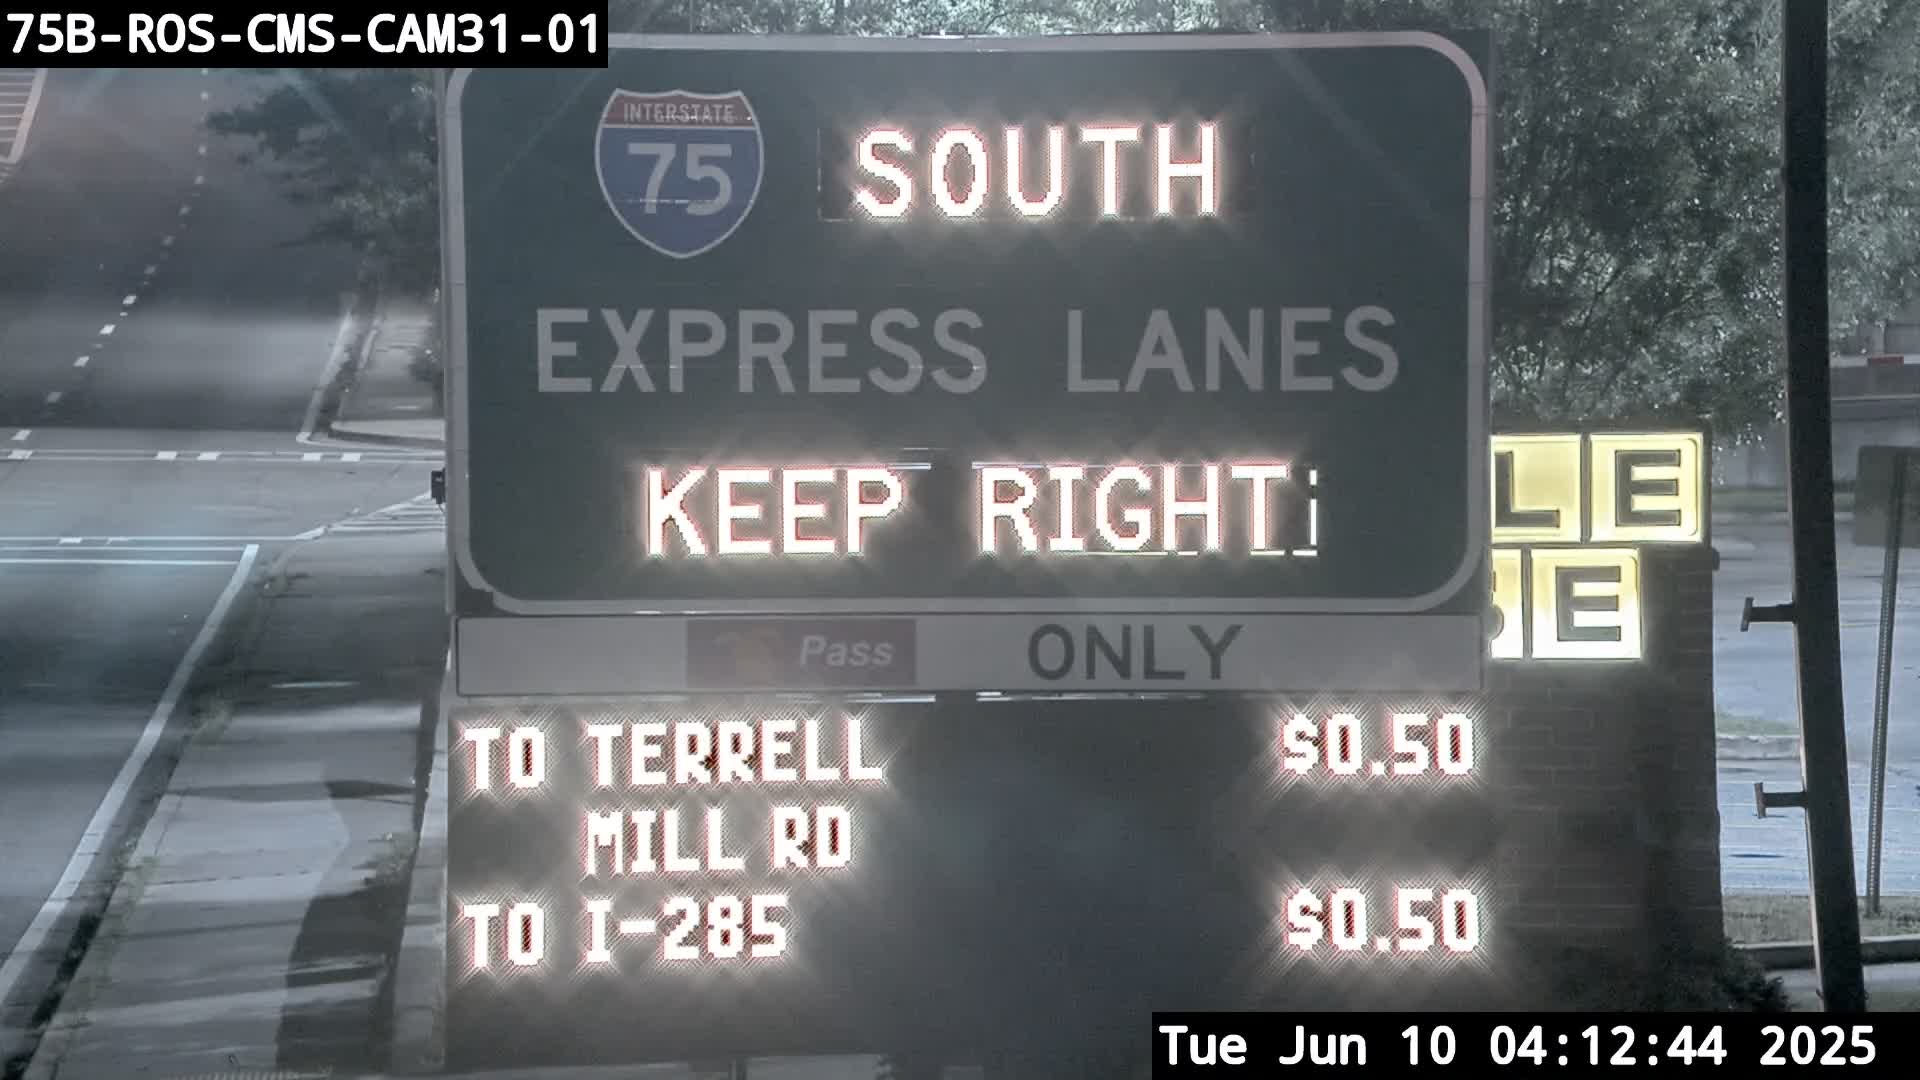 75B-ROS-CMS-CAM31-01
INTERSTATE
75
SOUTH
EXPRESS LANES
KEEP RIGHT
Pass ONLY
TO TERRELL $0.50
MILL RD
TO I-285 $0.50
LE
E
Tue Jun 10 04:12:44 2025